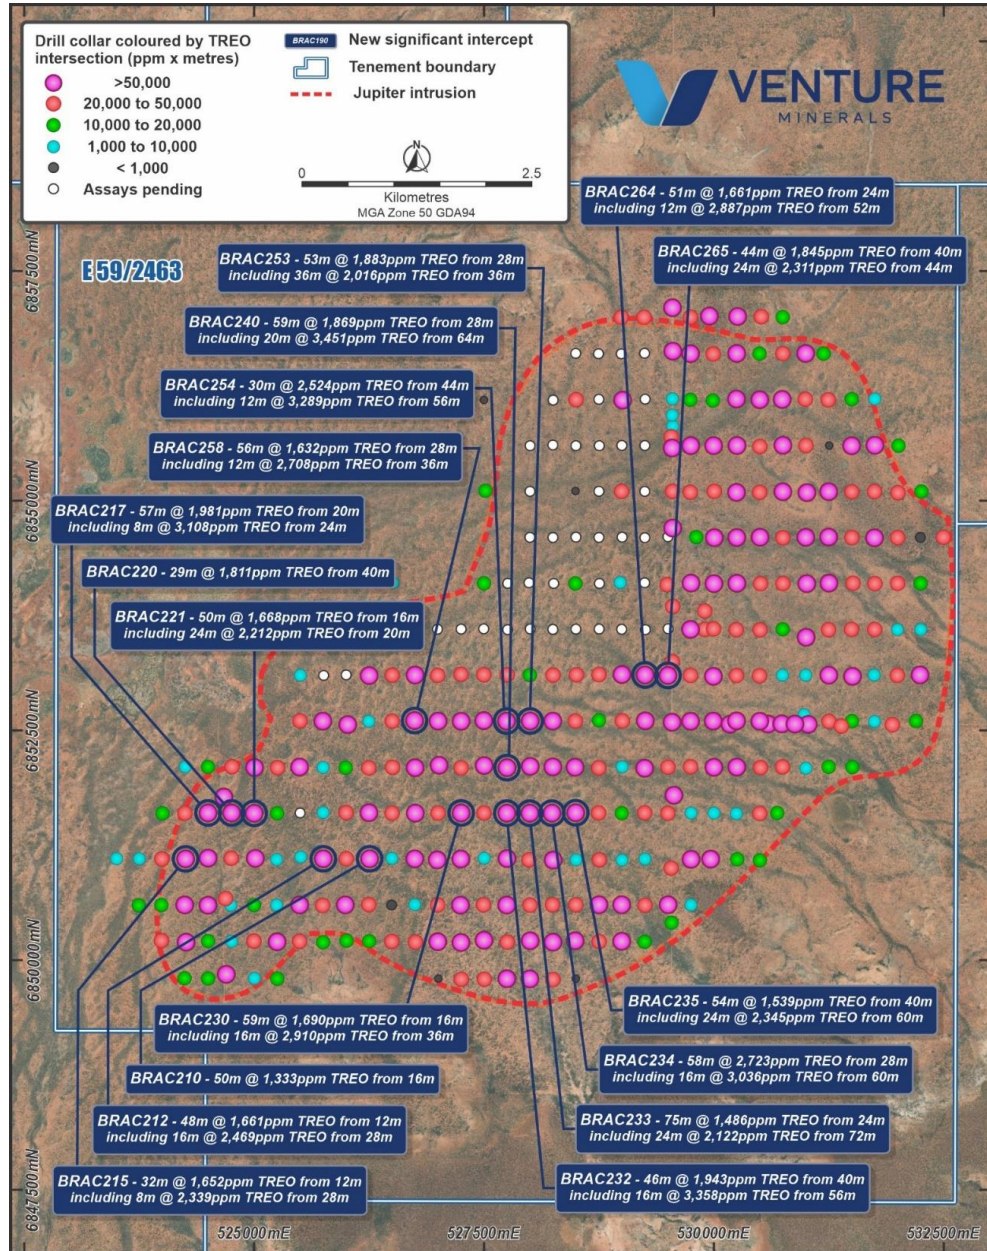 Drill collar coloured by TREO
intersection (ppm x metres)
>50,000
20,000 to 50,000
10,000 to 20,000
1,000 to 10,000
< 1,000
Assays pending
BRAC190 New significant intercept
Tenement boundary
Jupiter intrusion
N
0 2.5
Kilometres
MGA Zone 50 GDA94
VENTURE
MINERALS
E59/2463
BRAC264 - 51m @ 1,661ppm TREO from 24m
including 12m @ 2,887ppm TREO from 52m
BRAC265 - 44m @ 1,845ppm TREO from 40m
including 24m @ 2,311ppm TREO from 44m
BRAC253 - 53m @ 1,883ppm TREO from 28m
including 36m @ 2,016ppm TREO from 36m
BRAC240 - 59m @ 1,869ppm TREO from 28m
including 20m @ 3,451ppm TREO from 64m
BRAC254 - 30m @ 2,524ppm TREO from 44m
including 12m @ 3,289ppm TREO from 56m
BRAC258 - 56m @ 1,632ppm TREO from 28m
including 12m @ 2,708ppm TREO from 36m
BRAC217 - 57m @ 1,981ppm TREO from 20m
including 8m @ 3,108ppm TREO from 24m
BRAC220 - 29m @ 1,811ppm TREO from 40m
BRAC221 - 50m @ 1,668ppm TREO from 16m
including 24m @ 2,212ppm TREO from 20m
BRAC230 - 59m @ 1,690ppm TREO from 16m
including 16m @ 2,910ppm TREO from 36m
BRAC210 - 50m @ 1,333ppm TREO from 16m
BRAC212 - 48m @ 1,661ppm TREO from 12m
including 16m @ 2,469ppm TREO from 28m
BRAC215 - 32m @ 1,652ppm TREO from 12m
including 8m @ 2,339ppm TREO from 28m
BRAC235 - 54m @ 1,539ppm TREO from 40m
including 24m @ 2,345ppm TREO from 60m
BRAC234 - 58m @ 2,723ppm TREO from 28m
including 16m @ 3,036ppm TREO from 60m
BRAC233 - 75m @ 1,486ppm TREO from 24m
including 24m @ 2,122ppm TREO from 72m
BRAC232 - 46m @ 1,943ppm TREO from 40m
including 16m @ 3,358ppm TREO from 56m
6857500mN
6855000mN
6852500mN
6850000mN
6847500mN
525000mE
527500mE
530000mE
532500mE